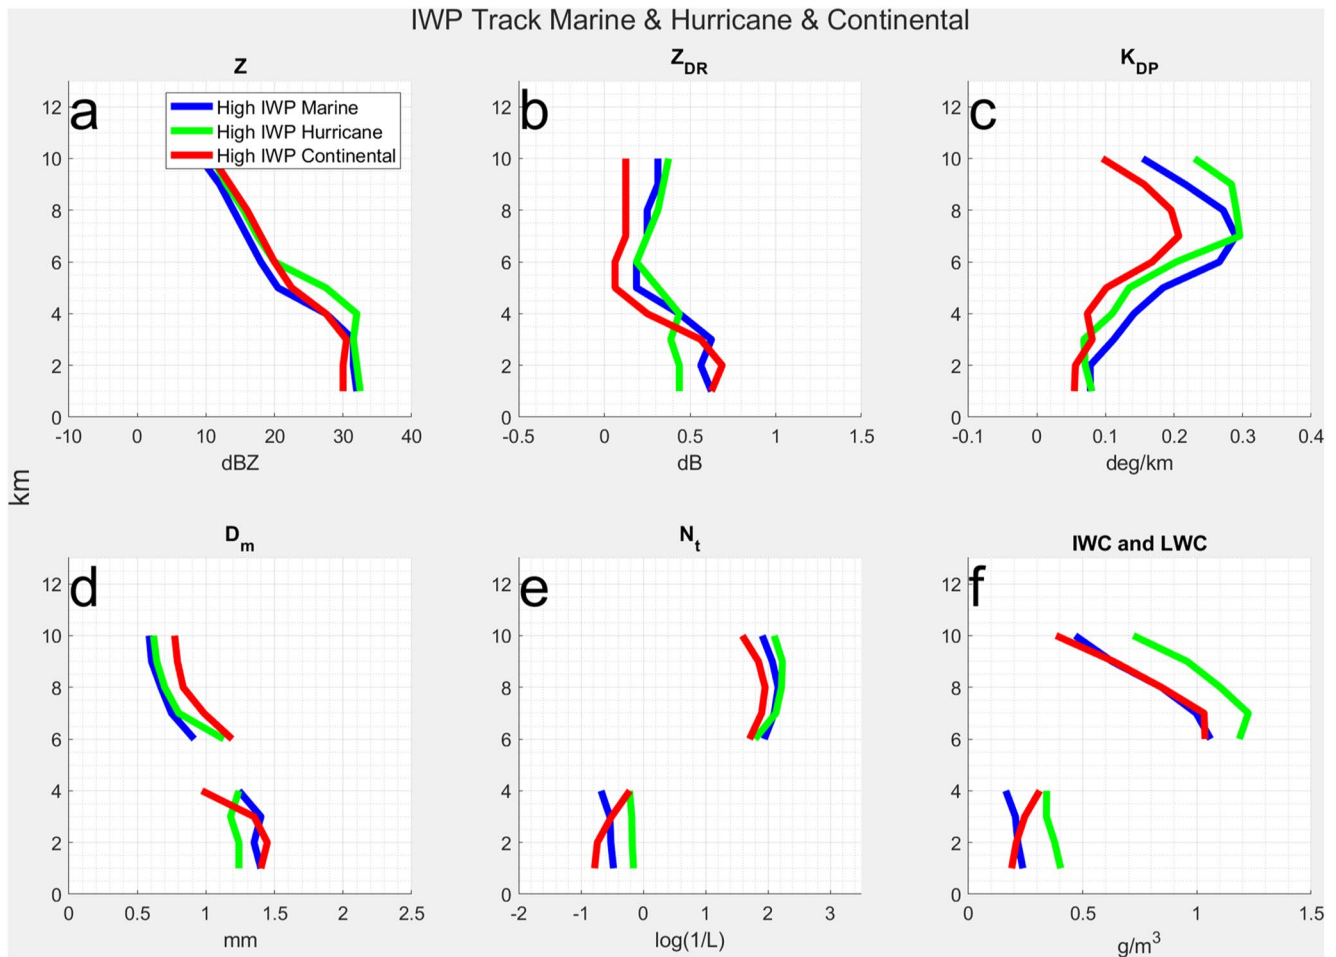 IWP Track Marine & Hurricane & Continental
Z
a
High IWP Marine
High IWP Hurricane
High IWP Continental
12
10
8
6
4
2
0
-10 0 10 20 30 40
dBZ
Z_DR
b
12
10
8
6
4
2
0
-0.5 0 0.5 1 1.5
dB
K_DP
c
12
10
8
6
4
2
0
-0.1 0 0.1 0.2 0.3 0.4
deg/km
km
D_m
d
12
10
8
6
4
2
0
0 0.5 1 1.5 2 2.5
mm
N_t
e
12
10
8
6
4
2
0
-2 -1 0 1 2 3
log(1/L)
IWC and LWC
f
12
10
8
6
4
2
0
0 0.5 1 1.5
g/m³